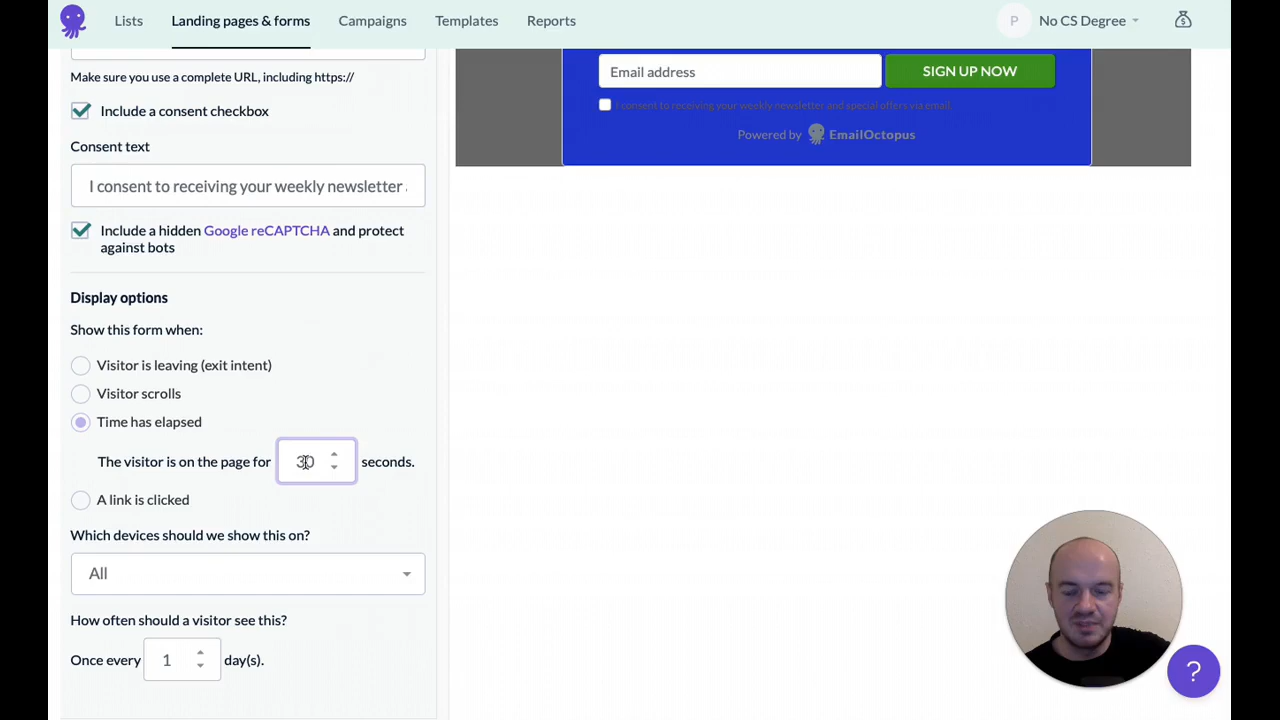 Lists
Landing pages & forms
Campaigns
Templates
Reports
P
No CS Degree
Make sure you use a complete URL, including https://
Include a consent checkbox
Consent text
I consent to receiving your weekly newsletter
Include a hidden Google reCAPTCHA and protect
against bots
Display options
Show this form when:
Visitor is leaving (exit intent)
Visitor scrolls
Time has elapsed
The visitor is on the page for 30 seconds.
A link is clicked
Which devices should we show this on?
All
How often should a visitor see this?
Once every 1 day(s).
Email address
SIGN UP NOW
I consent to receiving your weekly newsletter and special offers via email.
Powered by EmailOctopus
?